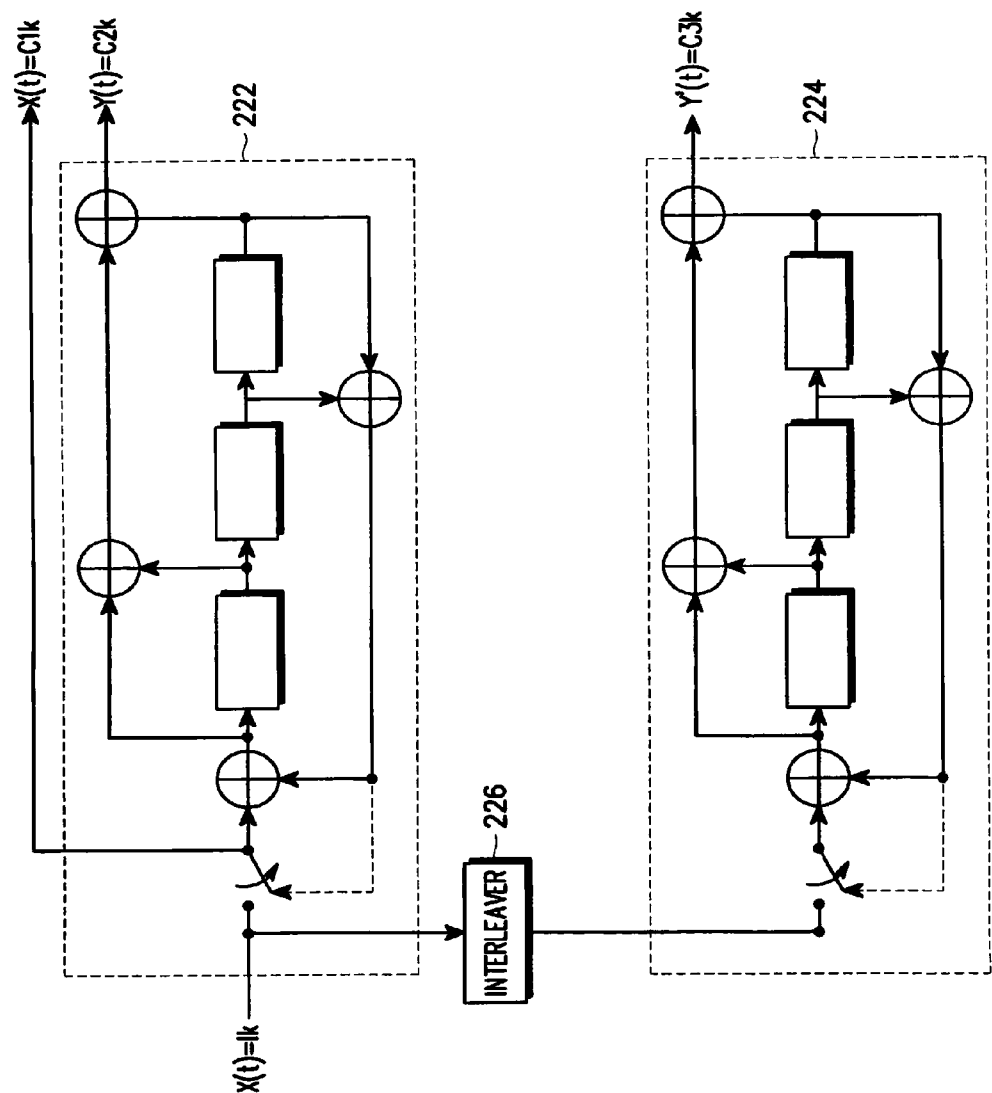 X(t)=C1k
Y(t)=C2k
222
X(t)=Ik
226
INTERLEAVER
Y'(t)=C3k
224